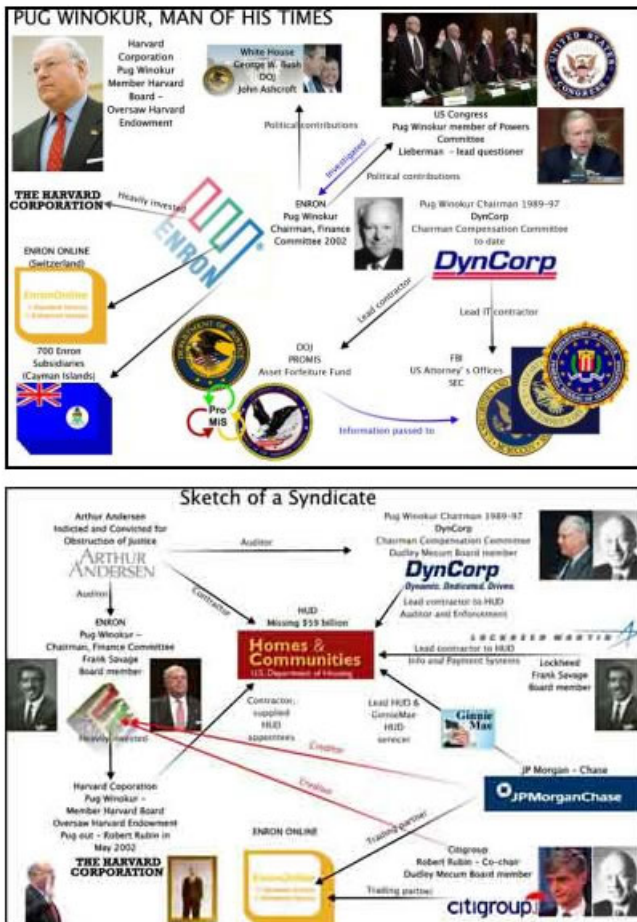 PUG WINOKUR, MAN OF HIS TIMES
Harvard
Corporation
Pug Winokur
Member Harvard
Board –
Oversaw Harvard
Endowment
White House
George W. Bush
DOJ
John Ashcroft
UNITED STATES
CONGRESS
Political contributions
US Congress
Pug Winokur member of Powers
Committee
Lieberman – lead questioner
Investigated
Political contributions
THE HARVARD
CORPORATION
Heavily invested
ENRON
ENRON
Pug Winokur
Chairman, Finance
Committee 2002
Pug Winokur Chairman 1989-97
DynCorp
Chairman Compensation Committee
to-date
DynCorp
ENRON ONLINE
(Switzerland)
EnronOnline
Lead contractor
Lead IT contractor
700 Enron
Subsidiaries
(Cayman Islands)
DOJ
PROMIS
Asset Forfeiture Fund
FBI
US Attorney's Offices
SEC
Pro
MiS
Information passed to
Sketch of a Syndicate
Arthur Andersen
Indicted and Convicted for
Obstruction of Justice
ARTHUR
ANDERSEN
Auditor
Pug Winokur Chairman 1989-97
DynCorp
Chairman Compensation Committee
Dudley Mecum Board member
DynCorp
Dynamic. Dedicated. Driven.
Auditor
Contractor
HUD
Missing $59 billion
Lead contractor to HUD
Auditor and Enforcement
ENRON
Pug Winokur –
Chairman, Finance Committee
Frank Savage
Board member
Homes &
Communities
U.S. Department of Housing
LOCKHEED MARTIN
Lead contractor to HUD
Info and Payment Systems
Lockheed
Frank Savage
Board member
Heavily invested
Contractor,
supplied
HUD
appointees
Lead HUD &
GinnieMae
HUD
servicer
Ginnie
Mae
Creditor
Creditor
JP Morgan – Chase
JPMorganChase
Harvard Coporation
Pug Winokur –
Member Harvard Board
Oversaw Harvard Endowment
Pug out – Robert Rubin in
May 2002
THE HARVARD
CORPORATION
ENRON ONLINE
EnronOnline
Trading partner
Citigroup
Robert Rubin – Co-chair
Dudley Mecum Board member
Trading partner
citigroup